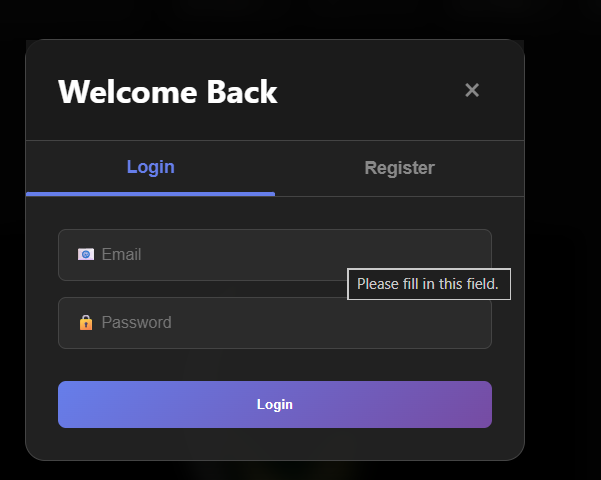 Welcome Back
×
Login
Register
Email
Please fill in this field.
Password
Login